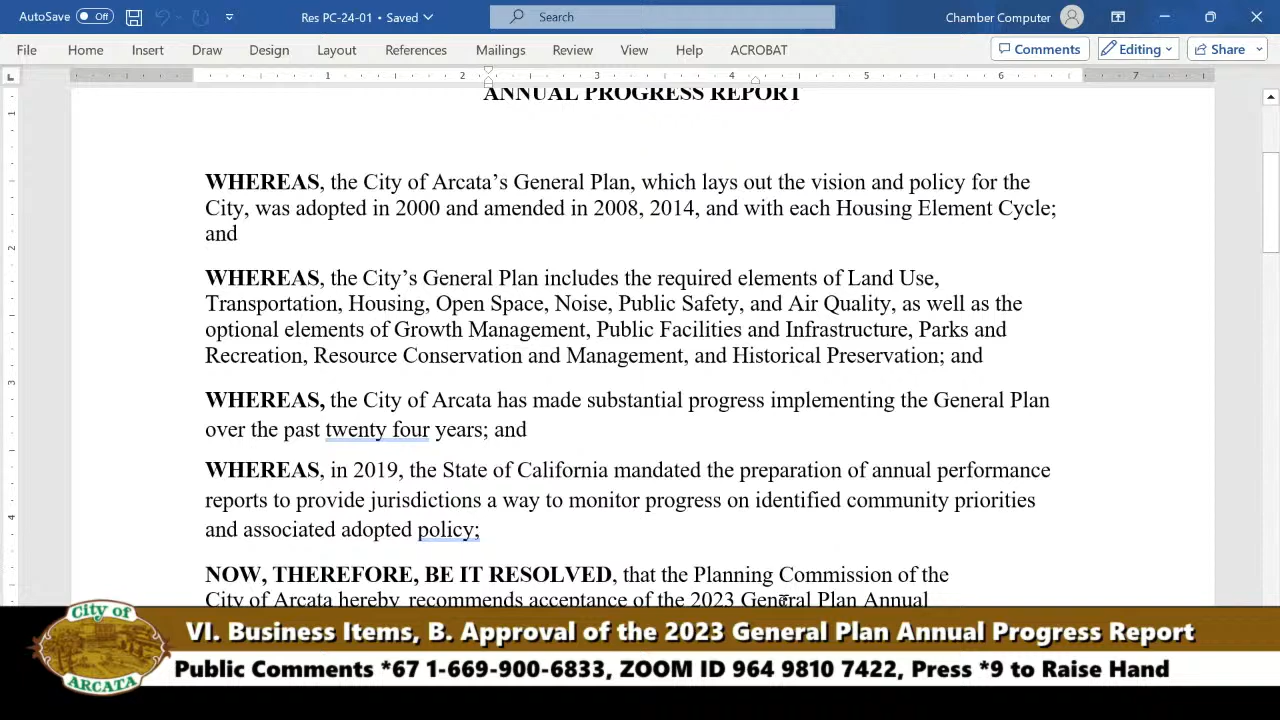 AutoSave Off Res PC-24-01 • Saved Search Chamber Computer
File Home Insert Draw Design Layout References Mailings Review View Help ACROBAT Comments Editing Share
1 2 3 4 5 6 7
ANNUAL PROGRESS REPORT
1
WHEREAS, the City of Arcata’s General Plan, which lays out the vision and policy for the
City, was adopted in 2000 and amended in 2008, 2014, and with each Housing Element Cycle;
and
2
WHEREAS, the City’s General Plan includes the required elements of Land Use,
Transportation, Housing, Open Space, Noise, Public Safety, and Air Quality, as well as the
optional elements of Growth Management, Public Facilities and Infrastructure, Parks and
Recreation, Resource Conservation and Management, and Historical Preservation; and
3
WHEREAS, the City of Arcata has made substantial progress implementing the General Plan
over the past twenty four years; and
WHEREAS, in 2019, the State of California mandated the preparation of annual performance
reports to provide jurisdictions a way to monitor progress on identified community priorities
4
and associated adopted policy;
NOW, THEREFORE, BE IT RESOLVED, that the Planning Commission of the
City of Arcata hereby recommends acceptance of the 2023 General Plan Annual
City of
ARCATA
VI. Business Items, B. Approval of the 2023 General Plan Annual Progress Report
Public Comments *67 1-669-900-6833, ZOOM ID 964 9810 7422, Press *9 to Raise Hand